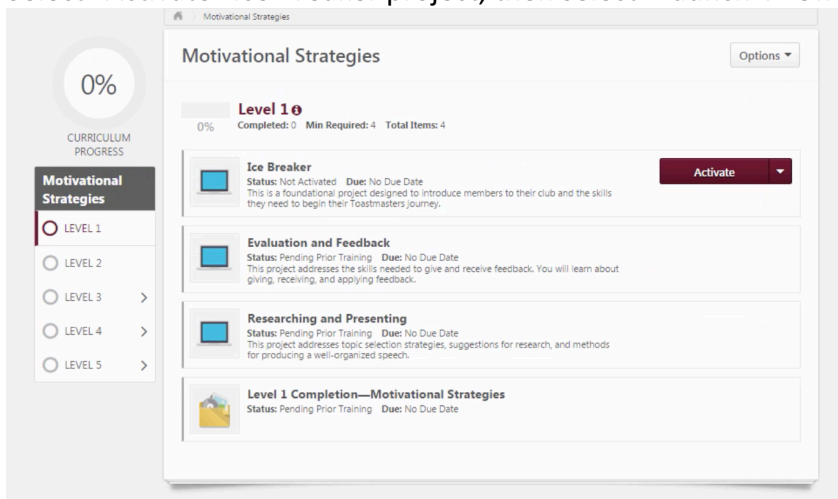 Motivational Strategies
Motivational Strategies
Options
0%
CURRICULUM
PROGRESS
Motivational
Strategies
LEVEL 1
LEVEL 2
LEVEL 3
LEVEL 4
LEVEL 5
0%
Level 1
Completed: 0 Min Required: 4 Total Items: 4
Ice Breaker
Status: Not Activated Due: No Due Date
This is a foundational project designed to introduce members to their club and the skills
they need to begin their Toastmasters journey.
Activate
Evaluation and Feedback
Status: Pending Prior Training Due: No Due Date
This project addresses the skills needed to give and receive feedback. You will learn about
giving, receiving, and applying feedback.
Researching and Presenting
Status: Pending Prior Training Due: No Due Date
This project addresses topic selection strategies, suggestions for research, and methods
for producing a well-organized speech.
Level 1 Completion—Motivational Strategies
Status: Pending Prior Training Due: No Due Date